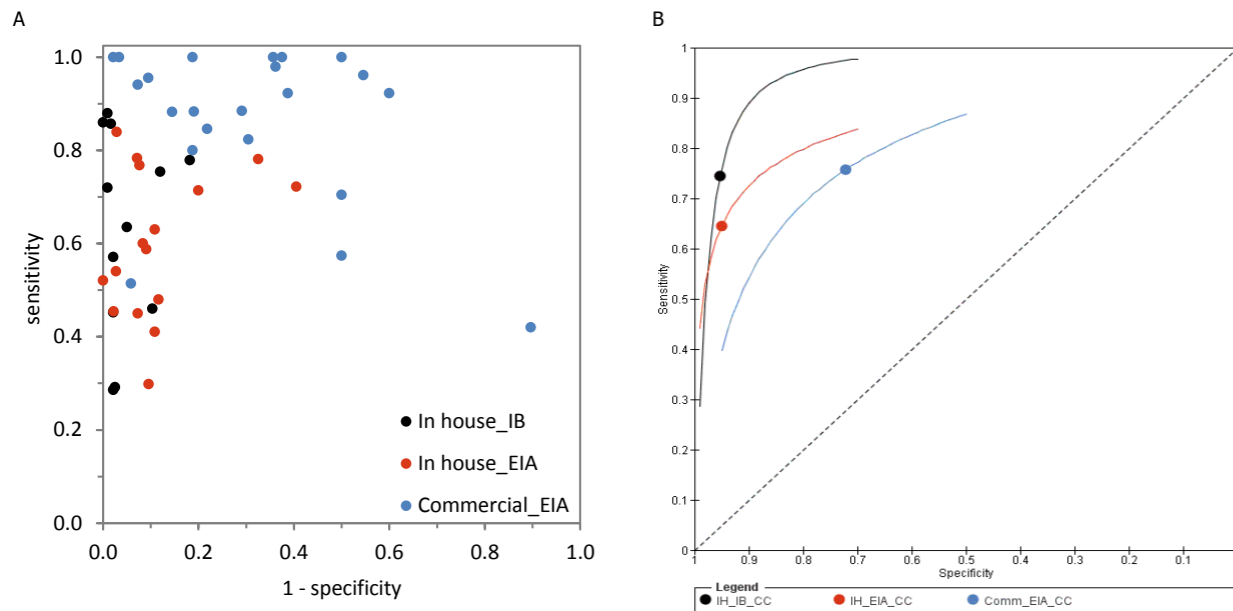 A
B
sensitivity
1.0
0.8
0.6
0.4
0.2
0.0
0.0
0.2
0.4
0.6
0.8
1.0
1 - specificity
In house_IB
In house_EIA
Commercial_EIA
Sensitivity
1
0.9
0.8
0.7
0.6
0.5
0.4
0.3
0.2
0.1
0
1
0.9
0.8
0.7
0.6
0.5
0.4
0.3
0.2
0.1
Specificity
Legend
IH_IB_CC
IH_EIA_CC
Comm_EIA_CC